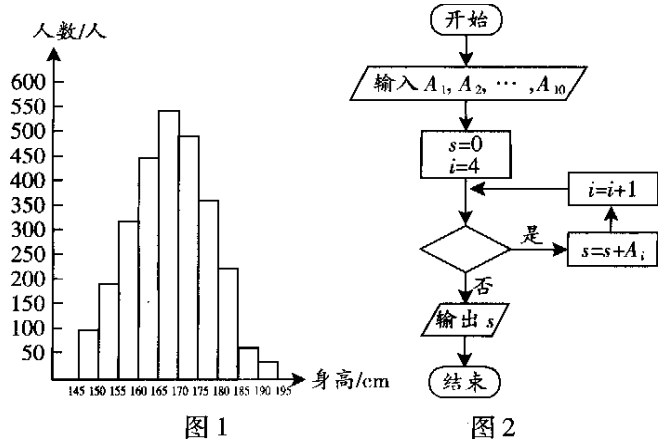 人数/人
600
550
500
450
400
350
300
250
200
150
100
50
145 150 155 160 165 170 175 180 185 190 195
身高/cm
图1
开始
输入 A₁, A₂, … ,A₁₀
s=0
i=4
i=i+1
是
s=s+Aᵢ
否
输出 s
结束
图2